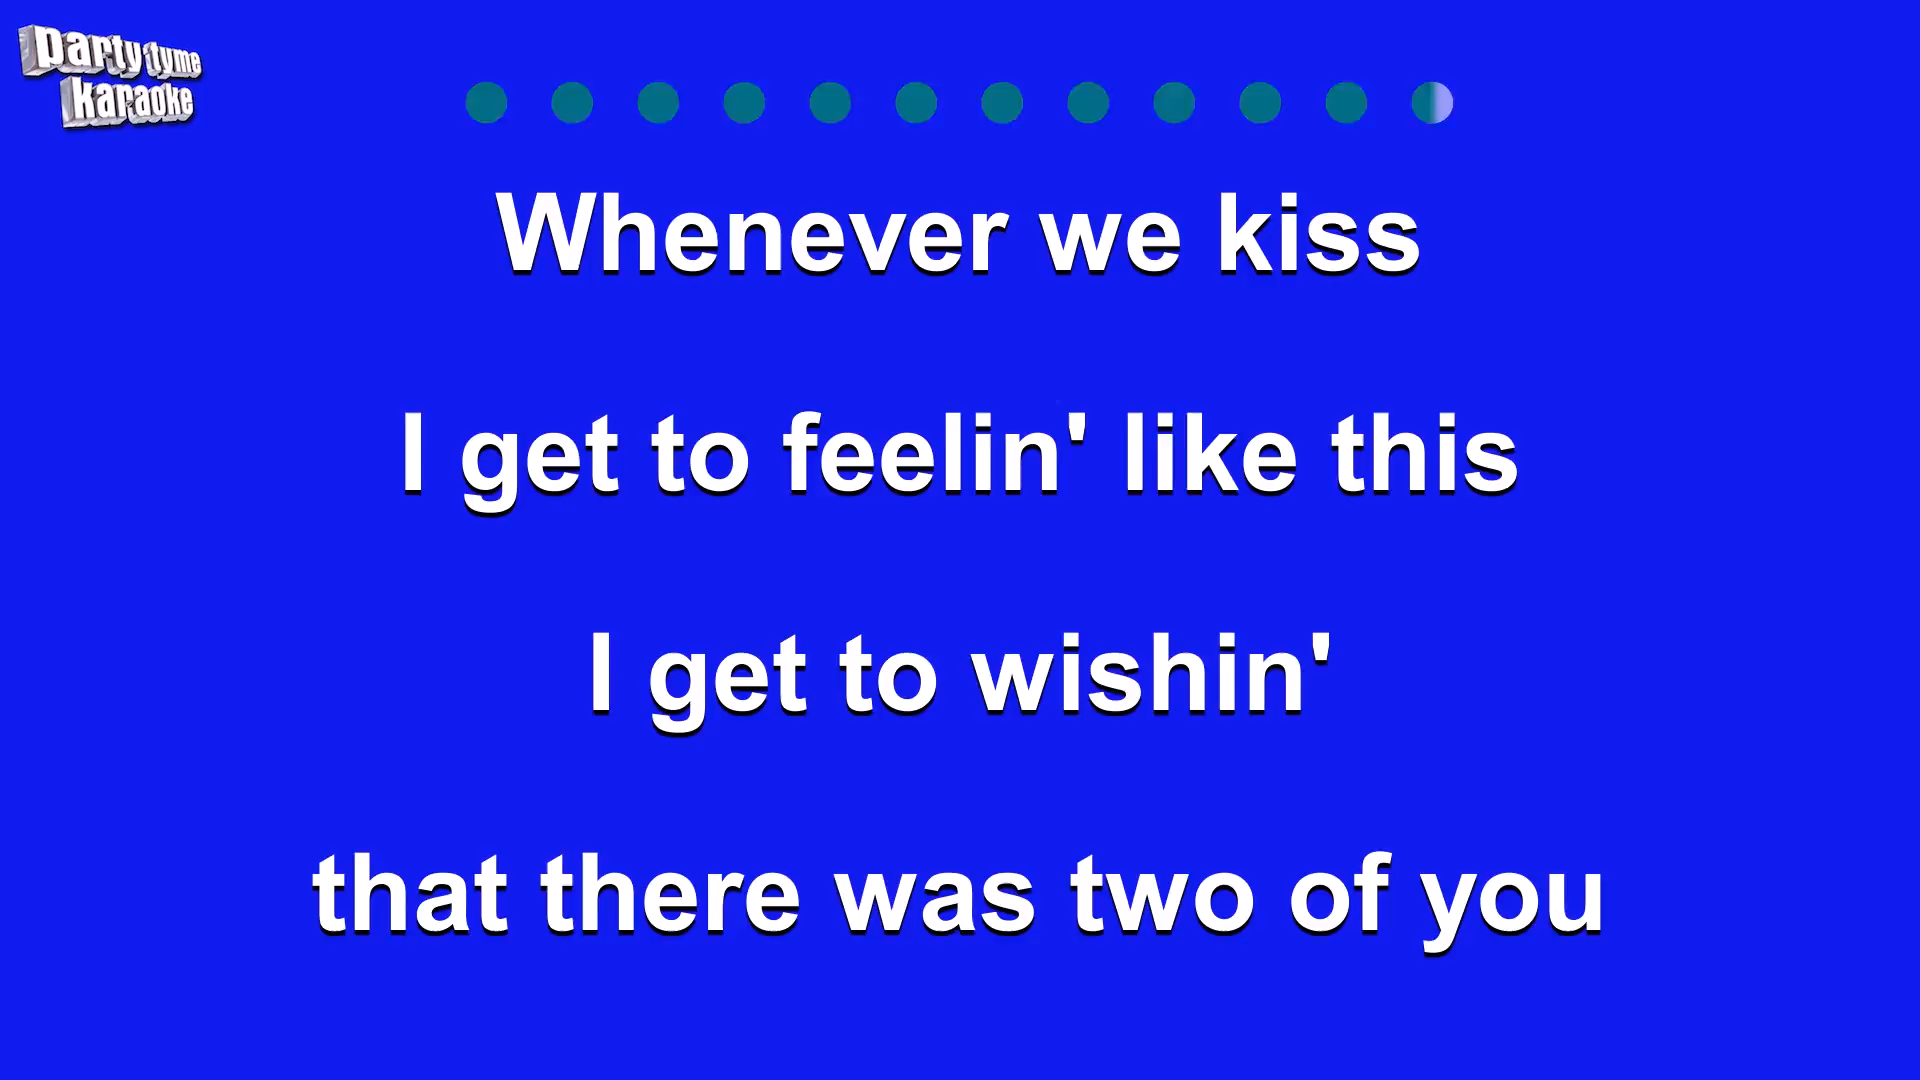 party tyme
karaoke
Whenever we kiss
I get to feelin' like this
I get to wishin'
that there was two of you